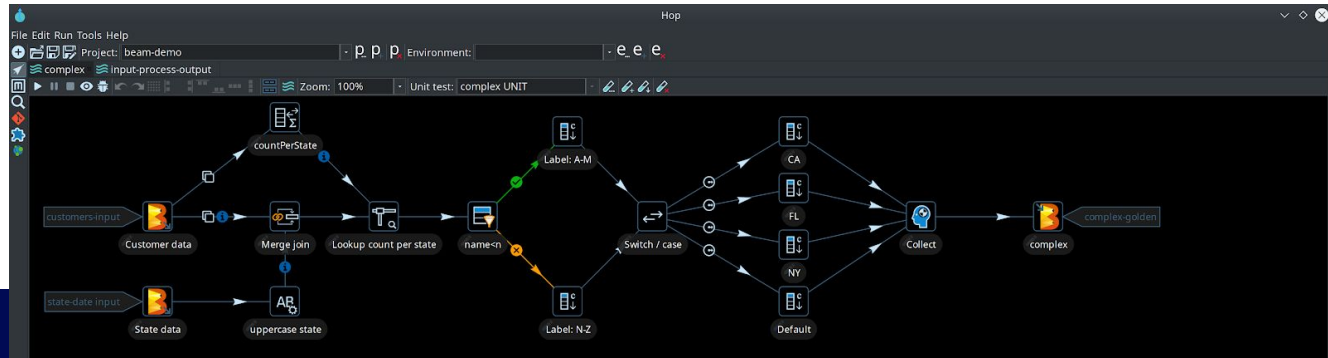 Hop
File Edit Run Tools Help
Project: beam-demo Environment:
complex input-process-output
Zoom: 100% Unit test: complex UNIT
countPerState
Label: A-M
CA
customers-input
FL
complex-golden
Customer data Merge join Lookup count per state name<n Switch / case Collect complex
NY
state-date input
State data uppercase state Label: N-Z Default